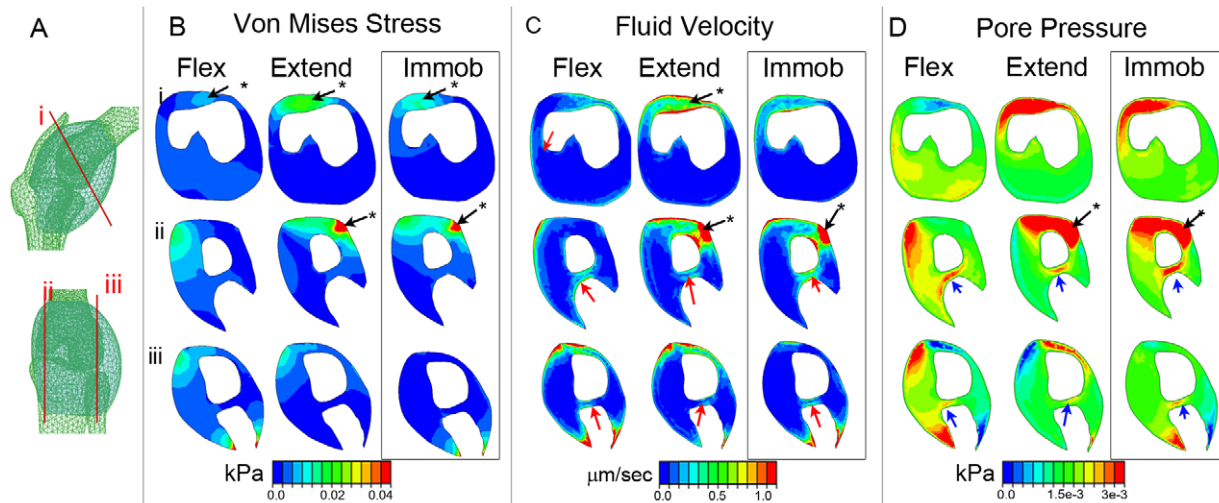 A
i
ii
iii
B Von Mises Stress
Flex Extend Immob
i
*
*
*
ii
*
*
iii
kPa
0.0 0.02 0.04
C Fluid Velocity
Flex Extend Immob
*
*
*
μm/sec
0.0 0.5 1.0
D Pore Pressure
Flex Extend Immob
*
*
kPa
0.0 1.5e-3 3e-3